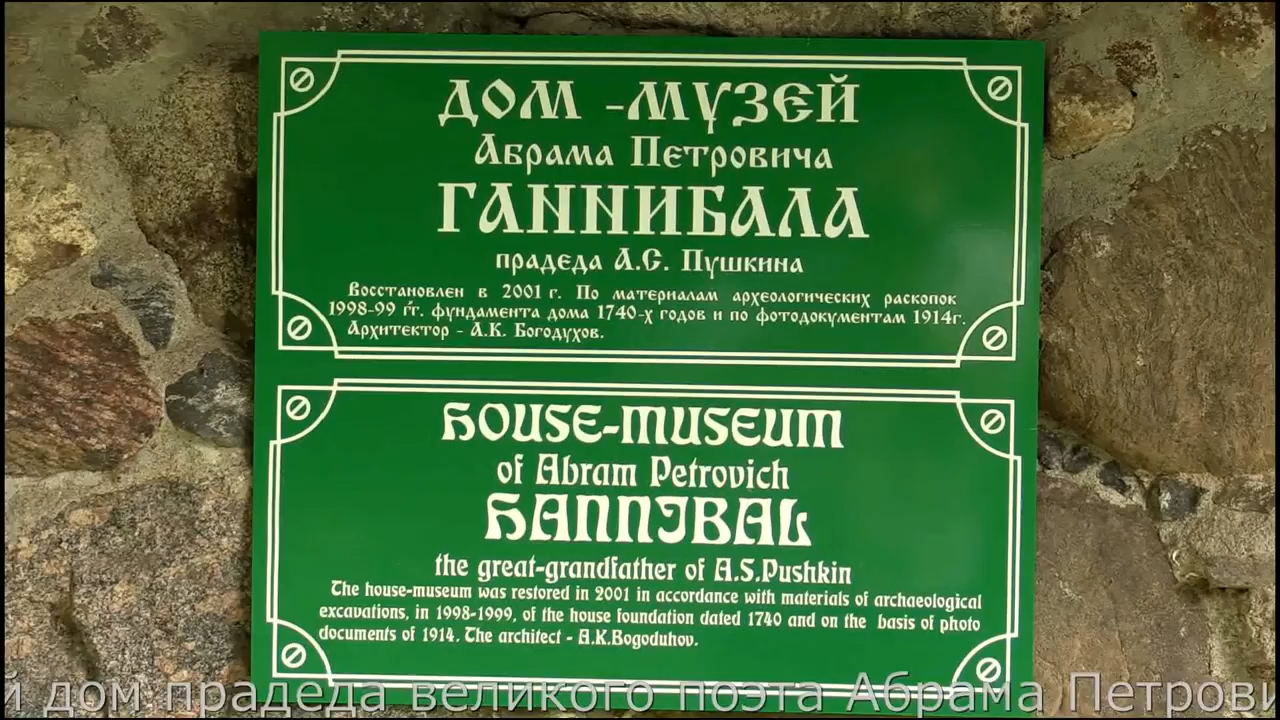 ДОМ -МУЗЕЙ
Абрама Петровича
ГАННИБАЛА
прадеда А.С. Пушкина
Восстановлен в 2001 г. По материалам археологических раскопок
1998-99 гг. фундамента дома 1740-х годов и по фотодокументам 1914г.
Архитектор - А.К. Богодухов.
HOUSE-MUSEUM
of Abram Petrovich
HANNIBAL
the great-grandfather of A.S.Pushkin
The house-museum was restored in 2001 in accordance with materials of archaeological
excavations, in 1998-1999, of the house foundation dated 1740 and on the basis of photo
documents of 1914. The architect - A.K.Bogoduhov.
й дом прадеда великого поэта Абрама Петрови